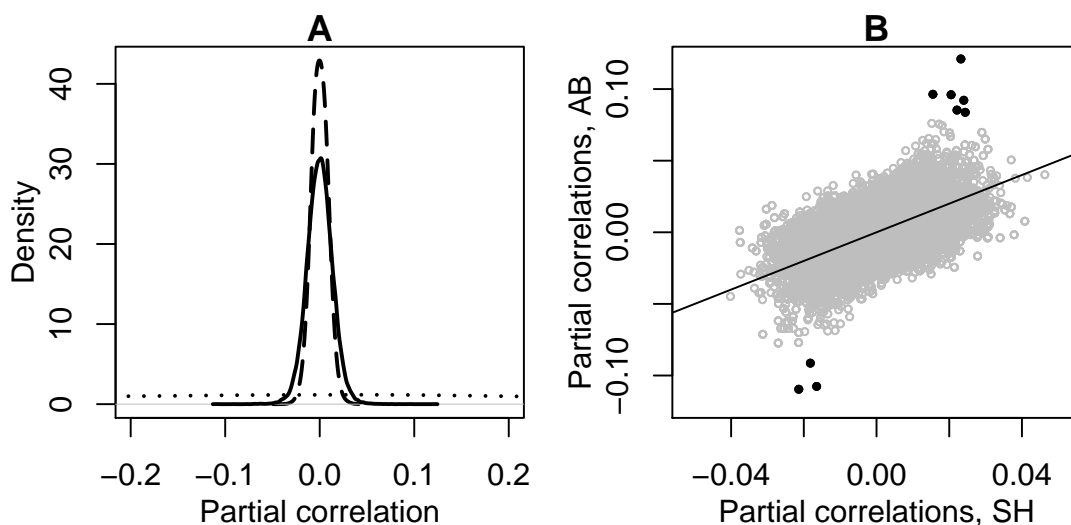 A
Density
0
10
20
30
40
−0.2 −0.1 0.0 0.1 0.2
Partial correlation
B
Partial correlations, AB
−0.10 0.00 0.10
−0.04 0.00 0.04
Partial correlations, SH